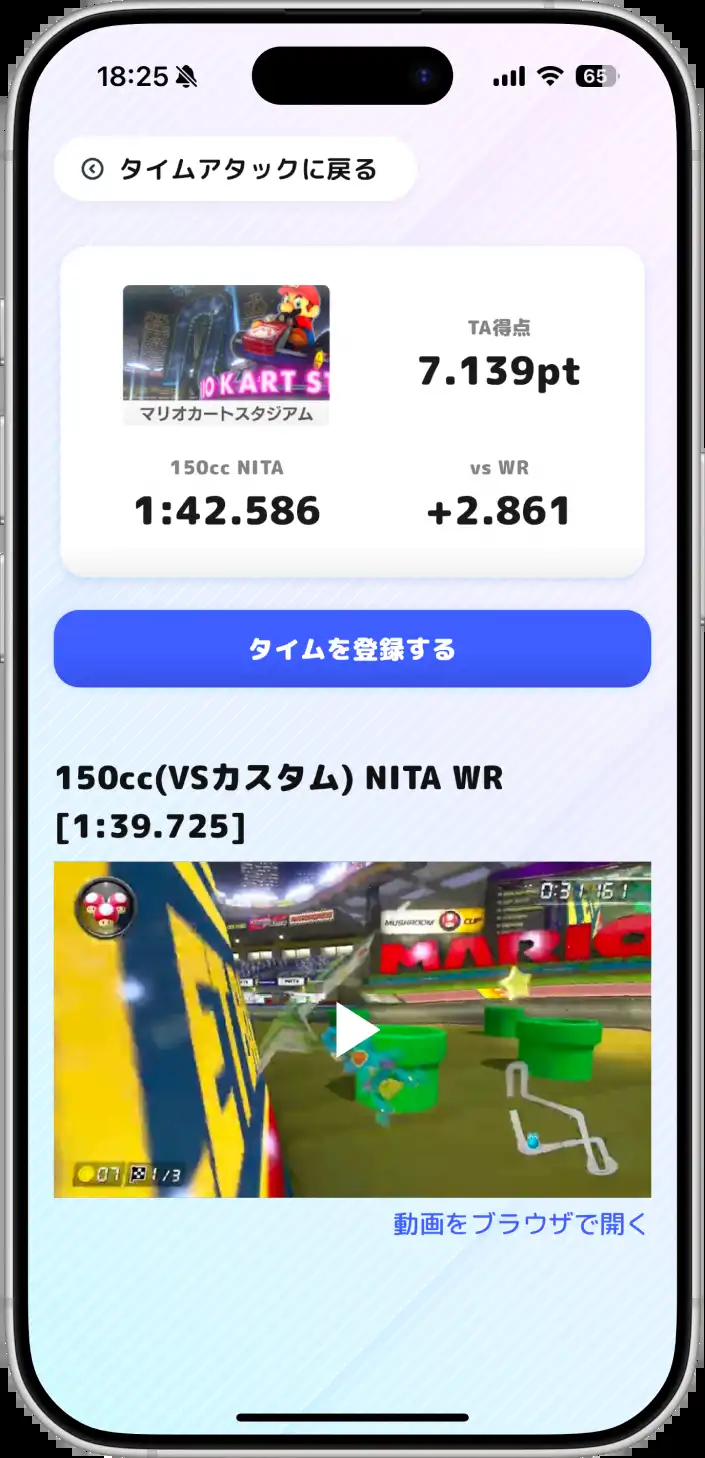 18:25
65
タイムアタックに戻る
IO KART ST
マリオカートスタジアム
TA得点
7.139pt
150cc NITA
1:42.586
vs WR
+2.861
タイムを登録する
150cc(VSカスタム) NITA WR
[1:39.725]
0:31.161
MUSHROOM CUP
MARIO
07 1/3
動画をブラウザで開く